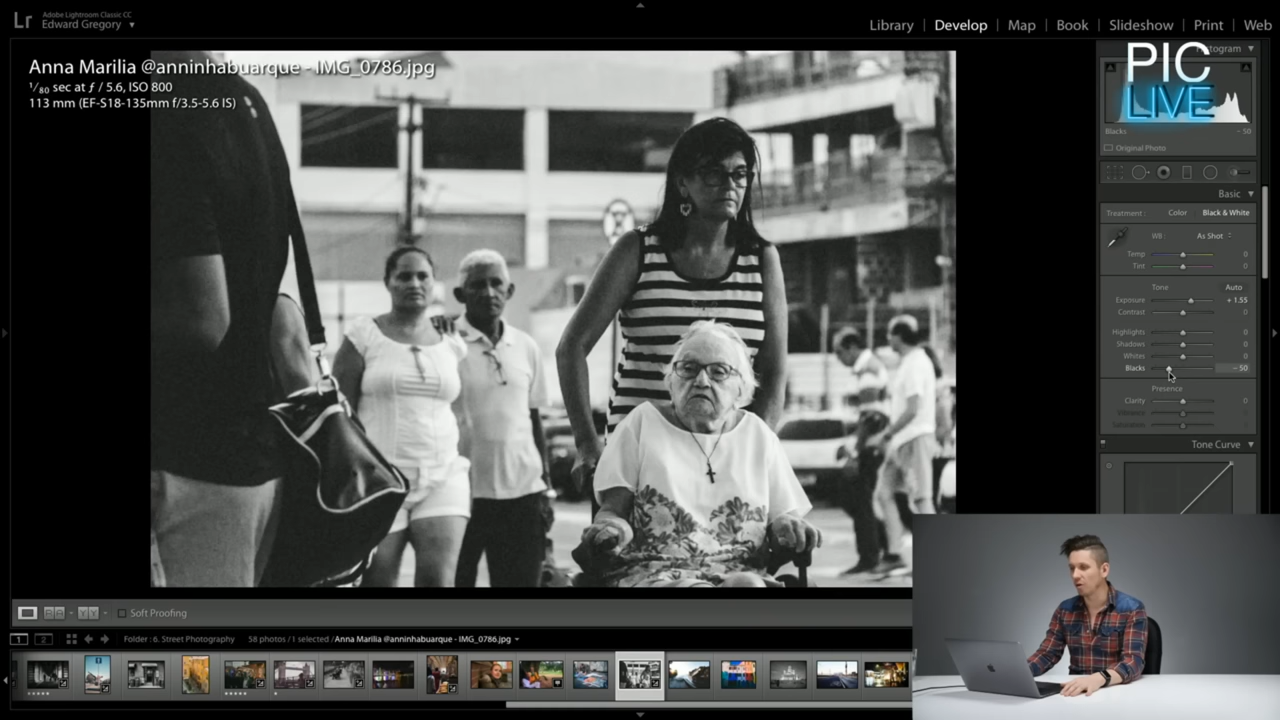 Lr
Adobe Lightroom Classic CC
Edward Gregory
Library | Develop | Map | Book | Slideshow | Print | Web
Anna Marilia @anninhabuarque - IMG_0786.jpg
1/80 sec at ƒ / 5.6, ISO 800
113 mm (EF-S18-135mm f/3.5-5.6 IS)
Histogram
PIC
LIVE
Blacks - 50
Original Photo
Basic
Treatment: Color Black & White
WB: As Shot
Temp 0
Tint 0
Tone Auto
Exposure + 1.55
Contrast 0
Highlights 0
Shadows 0
Whites 0
Blacks - 50
Presence
Clarity 0
Vibrance
Saturation
Tone Curve
Soft Proofing
1 2 Folder : 6. Street Photography 58 photos / 1 selected / Anna Marilia @anninhabuarque - IMG_0786.jpg